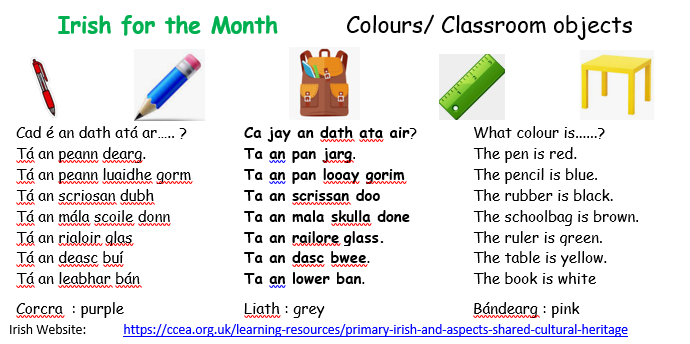 Irish for the Month Colours/ Classroom objects
Cad é an dath atá ar..... ? Ca jay an dath ata air? What colour is......?
Tá an peann dearg. Ta an pan jarg. The pen is red.
Tá an peann luaidhe gorm Ta an pan looay gorim The pencil is blue.
Tá an scriosan dubh Ta an scrissan doo The rubber is black.
Tá an mála scoile donn Ta an mala skulla done The schoolbag is brown.
Tá an rialoir glas Ta an railore glass. The ruler is green.
Tá an deasc buí Ta an dasc bwee. The table is yellow.
Tá an leabhar bán Ta an lower ban. The book is white
Corcra : purple Liath : grey Bándearg : pink
Irish Website: https://ccea.org.uk/learning-resources/primary-irish-and-aspects-shared-cultural-heritage